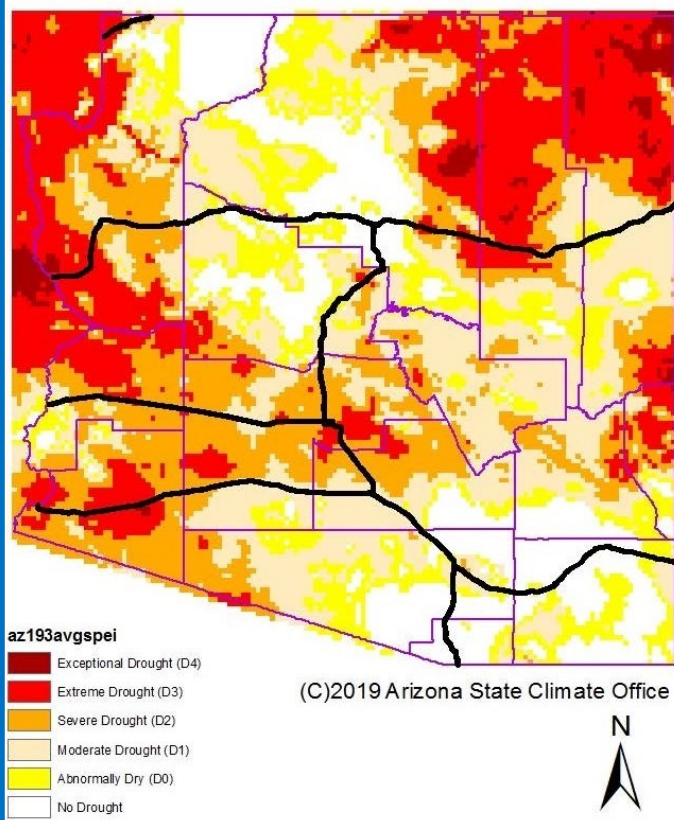 az193avgspei
Exceptional Drought (D4)
Extreme Drought (D3)
Severe Drought (D2)
Moderate Drought (D1)
Abnormally Dry (D0)
No Drought
(C)2019 Arizona State Climate Office
N